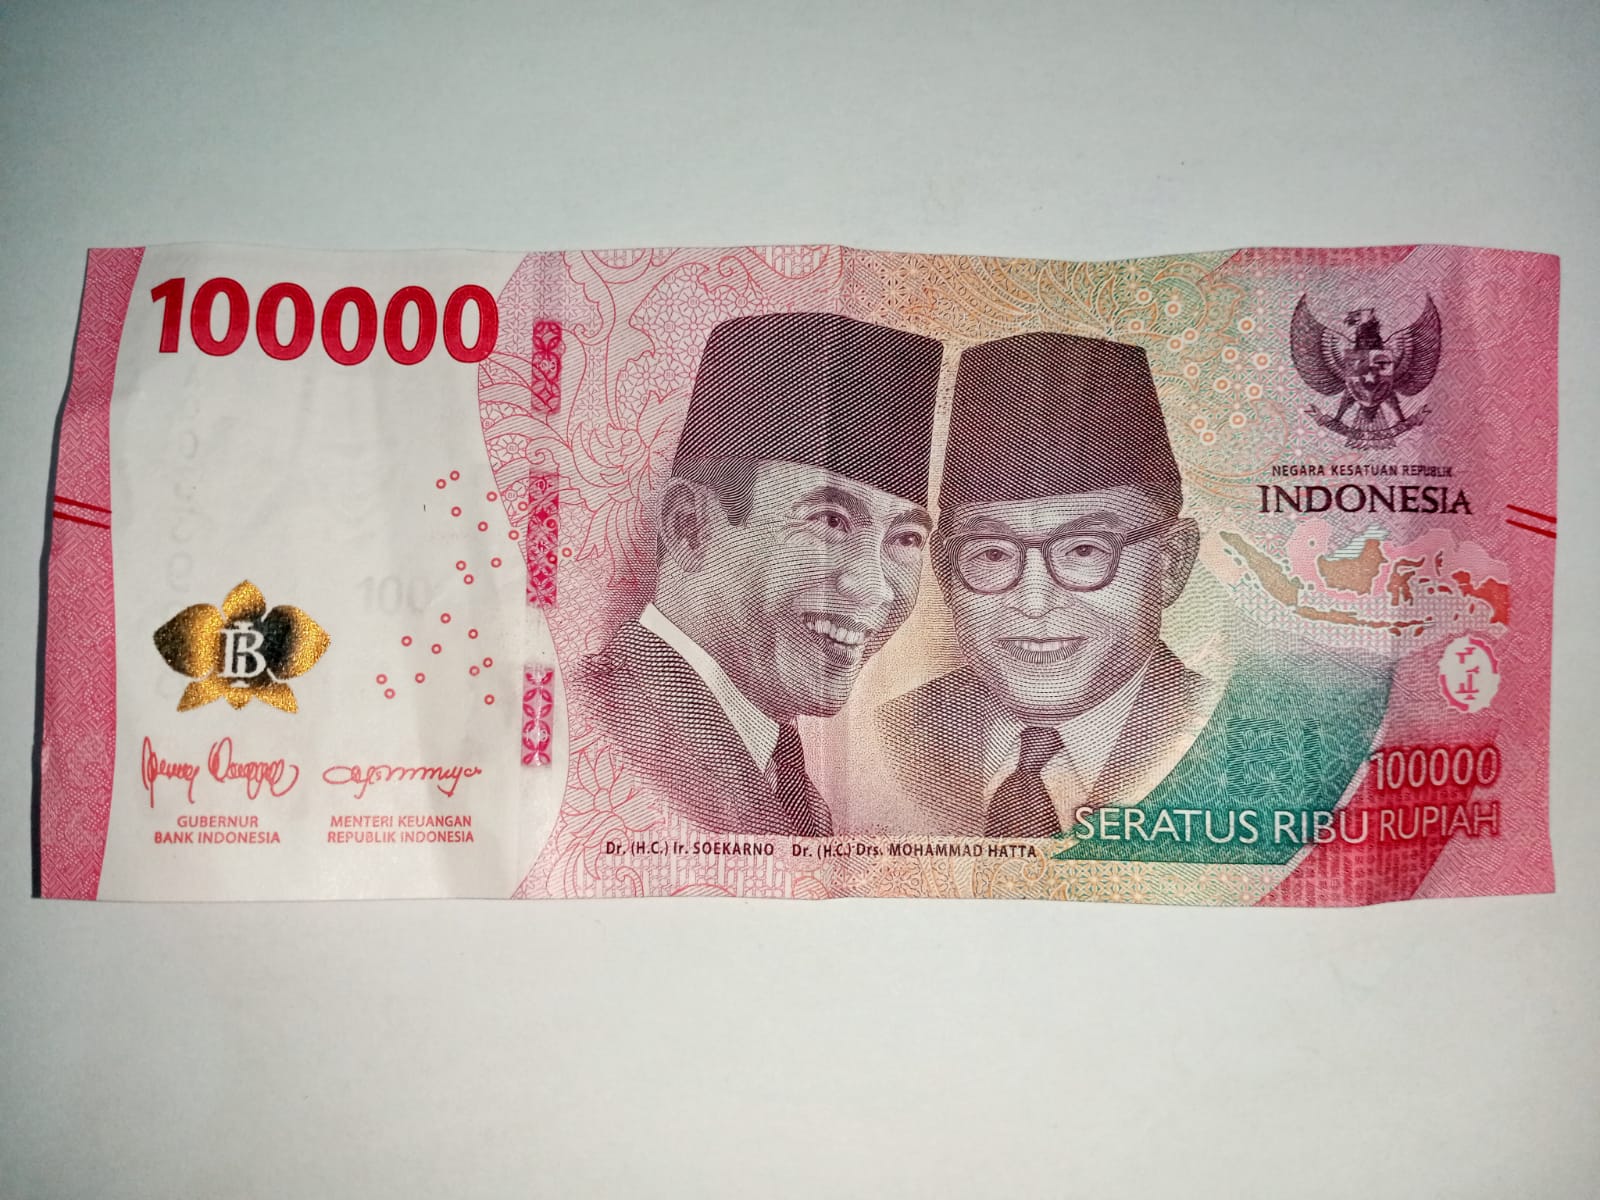 100000
100
BI
GUBERNUR
BANK INDONESIA
MENTERI KEUANGAN
REPUBLIK INDONESIA
Dr. (H.C.) Ir. SOEKARNO Dr. (H.C.) Drs. MOHAMMAD HATTA
NEGARA KESATUAN REPUBLIK
INDONESIA
100000
SERATUS RIBU RUPIAH